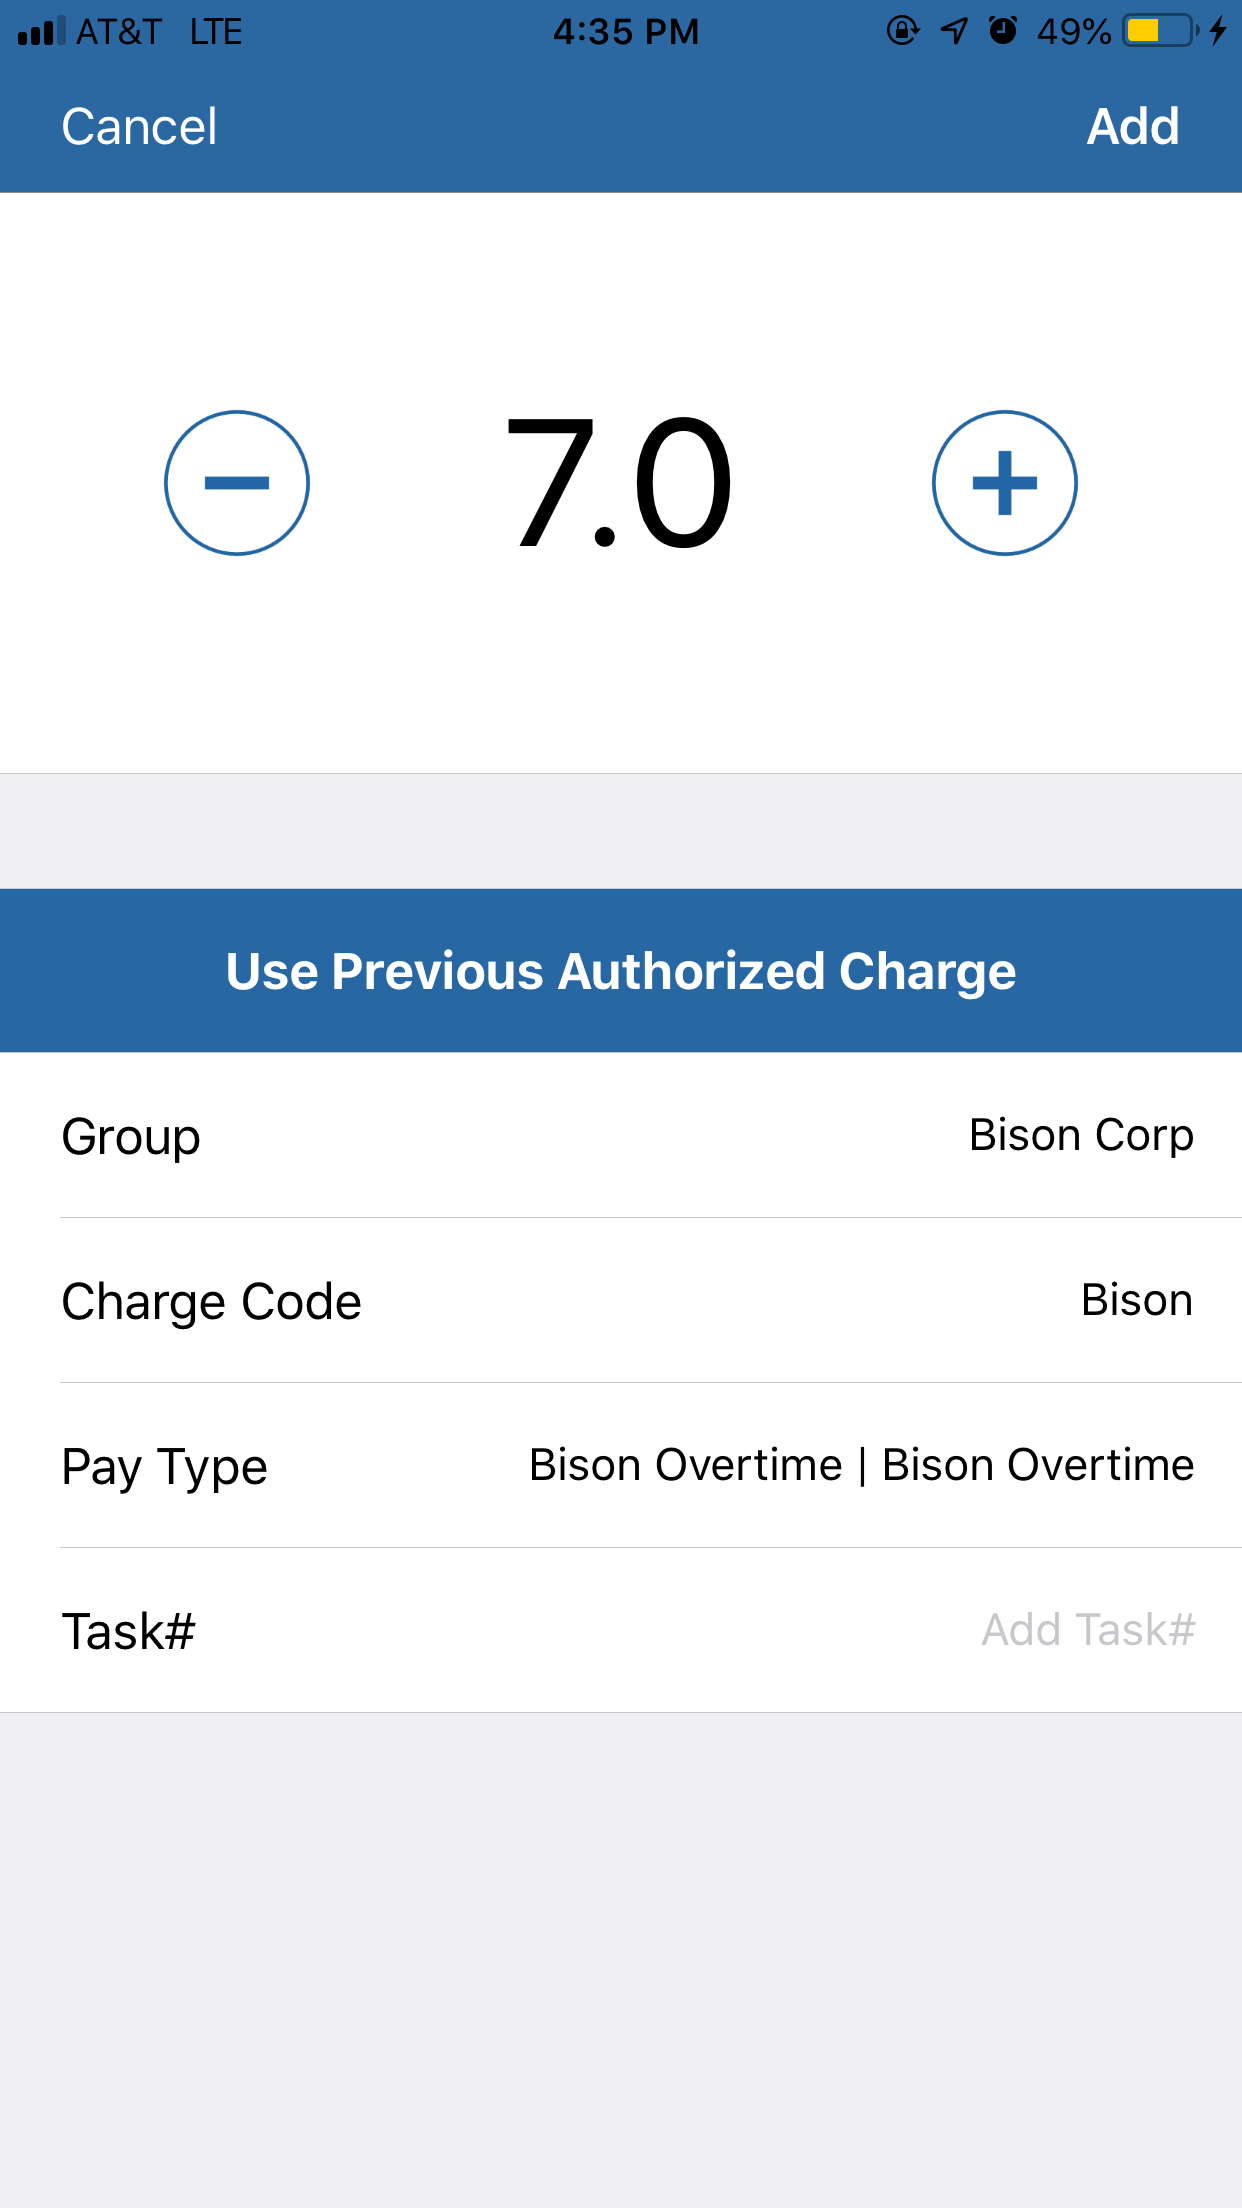 AT&T LTE 4:35 PM 49%
Cancel Add
7.0
Use Previous Authorized Charge
Group Bison Corp
Charge Code Bison
Pay Type Bison Overtime | Bison Overtime
Task# Add Task#